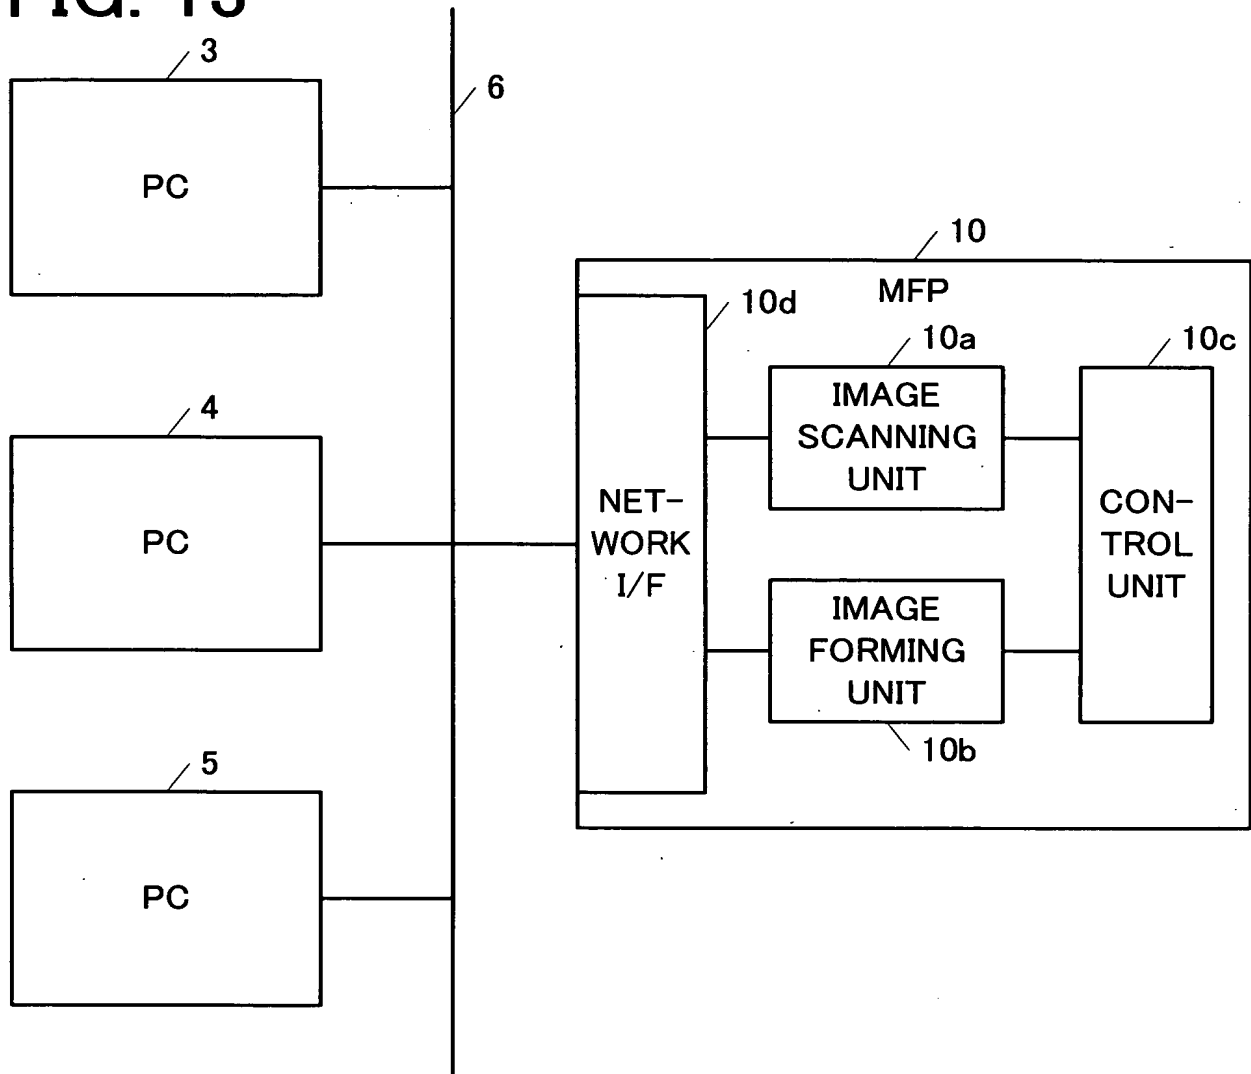 FIG. 13
3
PC
6
4
PC
5
PC
10
MFP
10d
NET-
WORK
I/F
10a
IMAGE
SCANNING
UNIT
10c
CON-
TROL
UNIT
IMAGE
FORMING
UNIT
10b